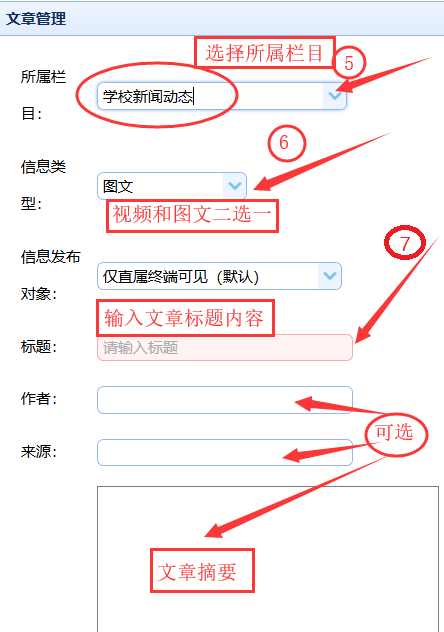 文章管理
选择所属栏目
5
所属栏
目：
学校新闻动态
6
信息类
型：
图文
视频和图文二选一
7
信息发布
对象：
仅直属终端可见（默认）
输入文章标题内容
标题：
请输入标题
作者：
可选
来源：
文章摘要